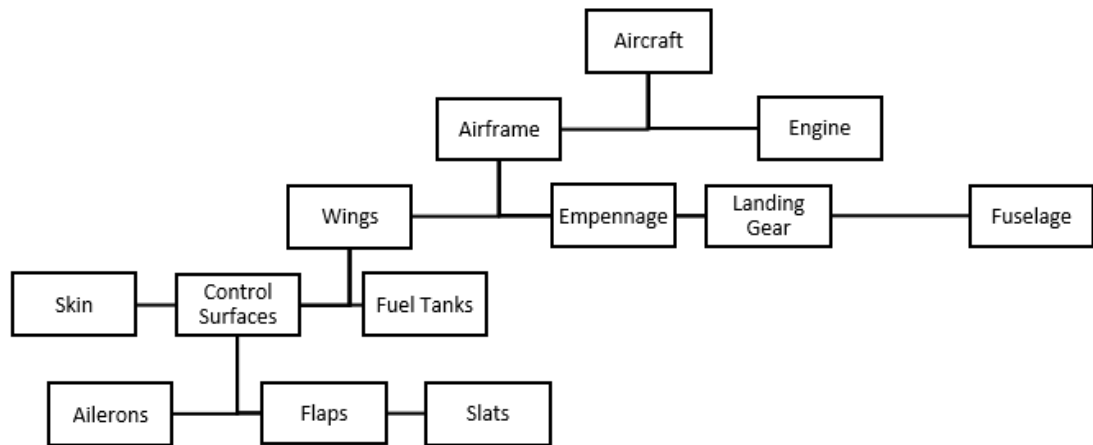 Aircraft
Airframe
Engine
Wings
Empennage
Landing
Gear
Fuselage
Skin
Control
Surfaces
Fuel Tanks
Ailerons
Flaps
Slats